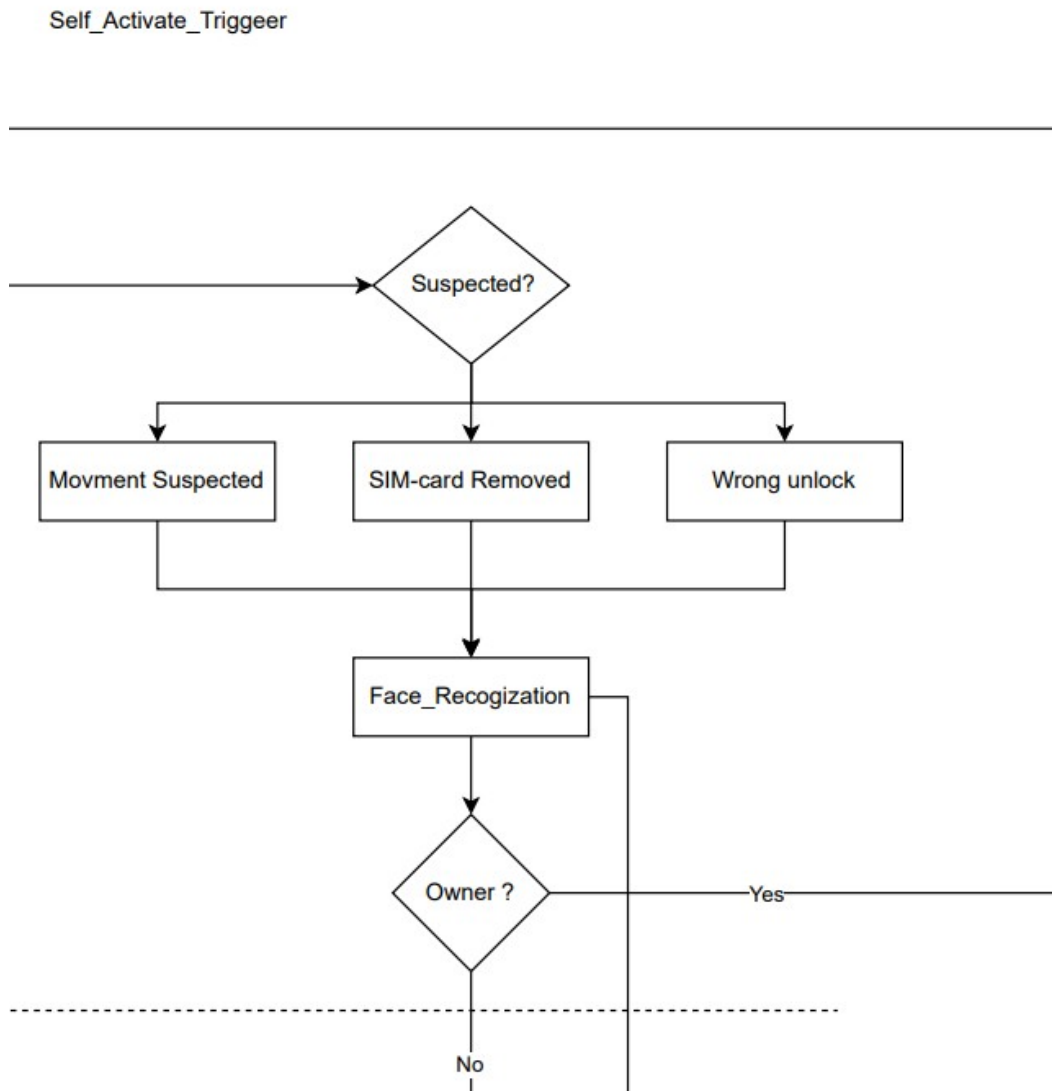 Self_Activate_Triggeer
Suspected?
Movment Suspected
SIM-card Removed
Wrong unlock
Face_Recogization
Owner ?
Yes
No